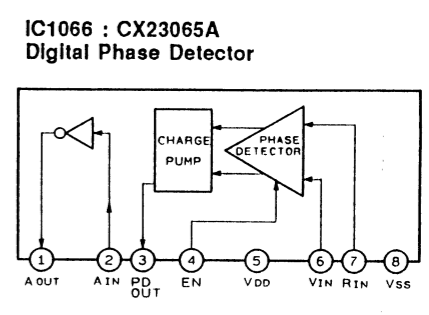 IC1066 : CX23065A
Digital Phase Detector
CHARGE
PUMP
PHASE
DETECTOR
1 2 3 4 5 6 7 8
A OUT A IN PD OUT EN VDD VIN RIN VSS